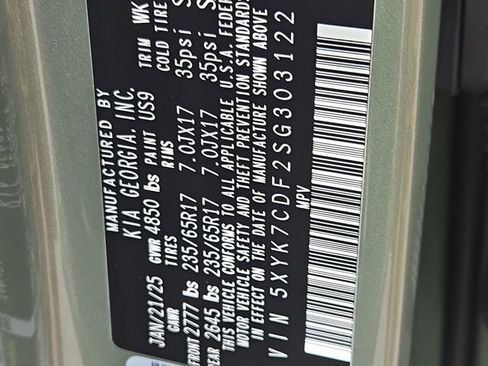 MANUFACTURED BY
KIA GEORGIA, INC.
JAN/21/25 GVWR 4850 lbs PAINT US9 TRIM WK
GAWR TIRES RIMS COLD TIRE
FRONT 2777 lbs 235/65R17 7.0JX17 35psi S
REAR 2645 lbs 235/65R17 7.0JX17 35psi S
THIS VEHICLE CONFORMS TO ALL APPLICABLE U.S.A. FEDER
MOTOR VEHICLE SAFETY AND THEFT PREVENTION STANDARDS
IN EFFECT ON THE DATE OF MANUFACTURE SHOWN ABOVE
VIN 5XYK7CDF2SG303122
MPV